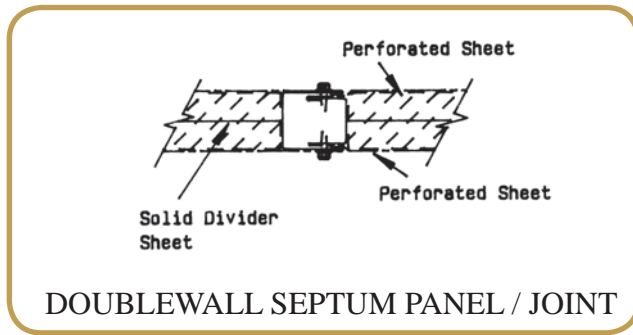 Perforated Sheet
Solid Divider
Sheet
Perforated Sheet
DOUBLEWALL SEPTUM PANEL / JOINT